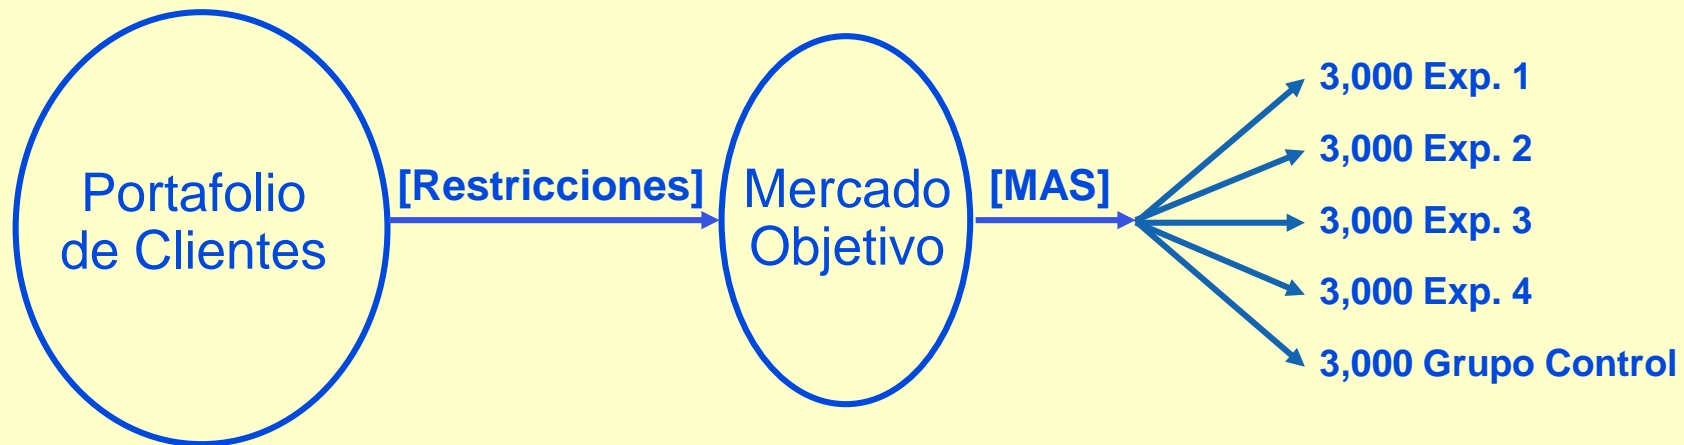 Portafolio
de Clientes
[Restricciones]
Mercado
Objetivo
[MAS]
3,000 Exp. 1
3,000 Exp. 2
3,000 Exp. 3
3,000 Exp. 4
3,000 Grupo Control